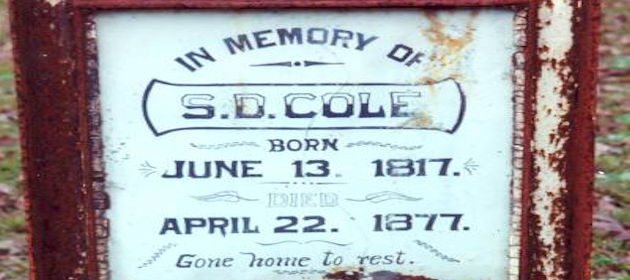 IN MEMORY OF
S.D. COLE
BORN
JUNE 13. 1817.
DIED
APRIL 22. 1877.
Gone home to rest.